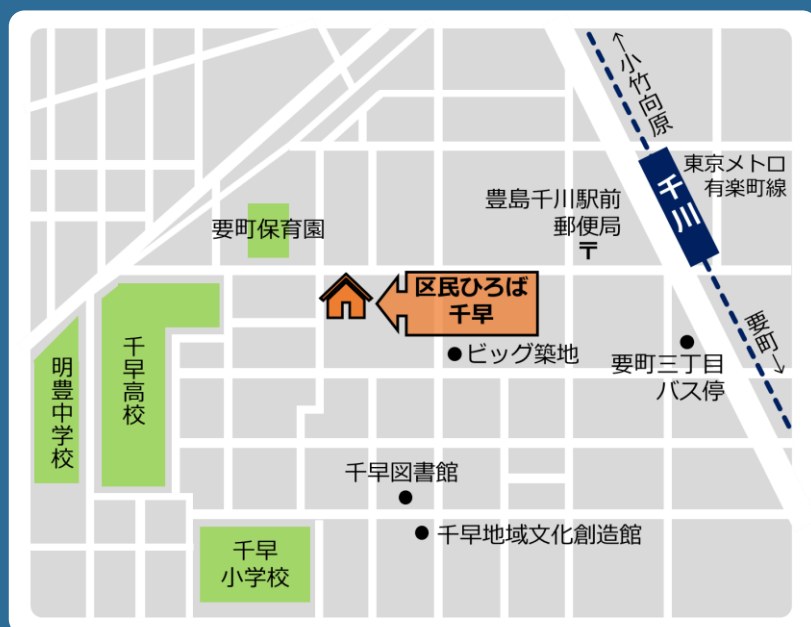 ←小竹向原
東京メトロ
有楽町線
千川
豊島千川駅前
郵便局
〒
要町保育園
区民ひろば
千早
要町→
ビッグ築地
要町三丁目
バス停
千早高校
明豊中学校
千早図書館
千早地域文化創造館
千早
小学校